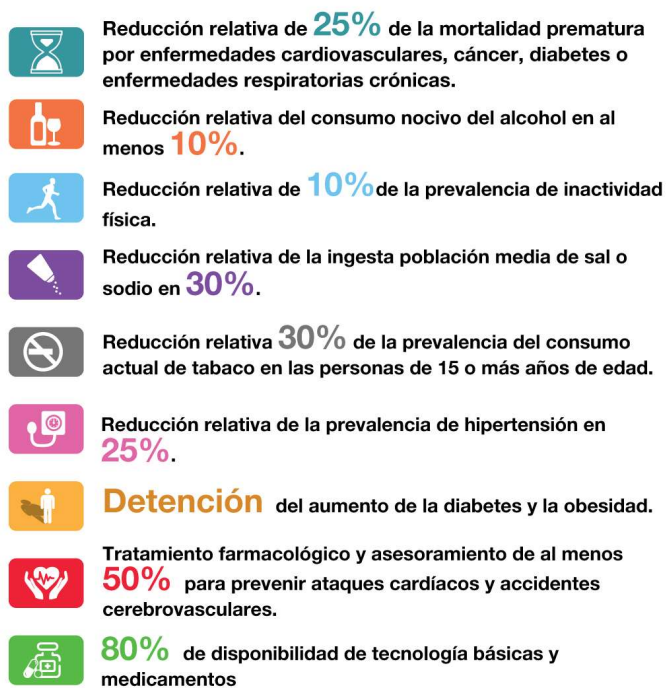 Reducción relativa de 25% de la mortalidad prematura
por enfermedades cardiovasculares, cáncer, diabetes o
enfermedades respiratorias crónicas.
Reducción relativa del consumo nocivo del alcohol en al
menos 10%.
Reducción relativa de 10% de la prevalencia de inactividad
física.
Reducción relativa de la ingesta población media de sal o
sodio en 30%.
Reducción relativa 30% de la prevalencia del consumo
actual de tabaco en las personas de 15 o más años de edad.
Reducción relativa de la prevalencia de hipertensión en
25%.
Detención del aumento de la diabetes y la obesidad.
Tratamiento farmacológico y asesoramiento de al menos
50% para prevenir ataques cardíacos y accidentes
cerebrovasculares.
80% de disponibilidad de tecnología básicas y
medicamentos